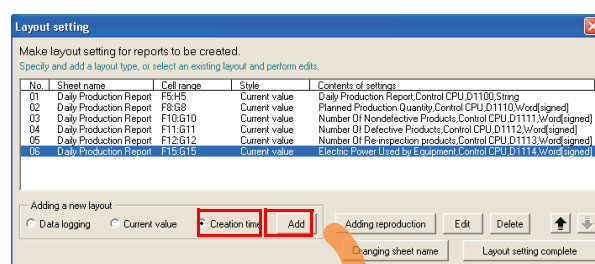 Layout setting
Make layout setting for reports to be created.
Specify and add a layout type, or select an existing layout and perform edits.
No. Sheet name Cell range Style Contents of settings
01 Daily Production Report F5:H5 Current value Daily Production Report,Control CPU,D1100,String
02 Daily Production Report F8:G8 Current value Planned Production Quantity,Control CPU,D1110,Word[signed]
03 Daily Production Report F10:G10 Current value Number Of Nondefective Products,Control CPU,D1111,Word[signed]
04 Daily Production Report F11:G11 Current value Number Of Defective Products,Control CPU,D1112,Word[signed]
05 Daily Production Report F12:G12 Current value Number Of Re-inspection products,Control CPU,D1113,Word[signed]
06 Daily Production Report F15:G15 Current value Electric Power Used by Equipment,Control CPU,D1114,Word[signed]
Adding a new layout
Data logging Current value Creation time Add Adding reproduction Edit Delete
Changing sheet name Layout setting complete